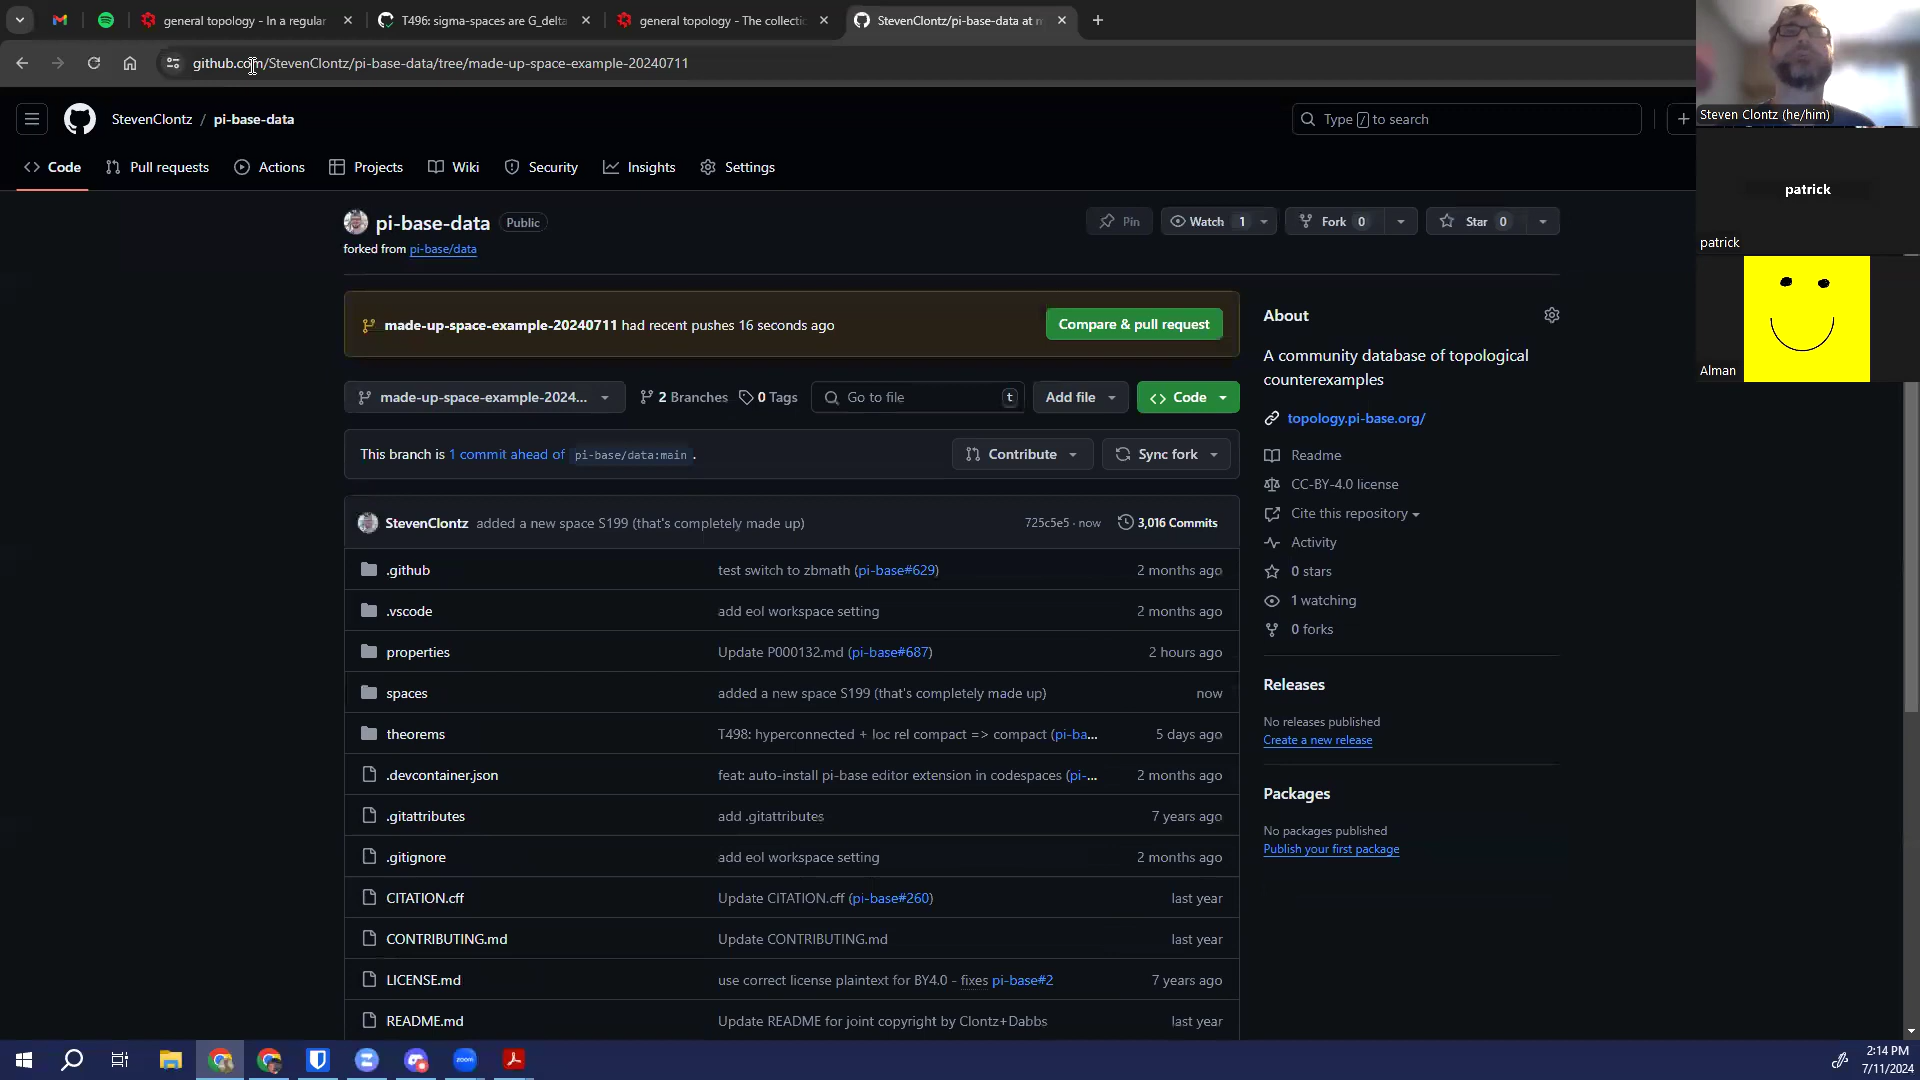 general topology - In a regular
T496: sigma-spaces are G_delta
general topology - The collectio
StevenClontz/pi-base-data at m
github.com/StevenClontz/pi-base-data/tree/made-up-space-example-20240711
StevenClontz / pi-base-data
Type / to search
Code
Pull requests
Actions
Projects
Wiki
Security
Insights
Settings
pi-base-data Public
forked from pi-base/data
Pin
Watch 1
Fork 0
Star 0
made-up-space-example-20240711 had recent pushes 16 seconds ago
Compare & pull request
made-up-space-example-2024...
2 Branches
0 Tags
Go to file
t
Add file
Code
This branch is 1 commit ahead of pi-base/data:main .
Contribute
Sync fork
StevenClontz added a new space S199 (that's completely made up) 725c5e5 · now 3,016 Commits
.github test switch to zbmath (pi-base#629) 2 months ago
.vscode add eol workspace setting 2 months ago
properties Update P000132.md (pi-base#687) 2 hours ago
spaces added a new space S199 (that's completely made up) now
theorems T498: hyperconnected + loc rel compact => compact (pi-ba... 5 days ago
.devcontainer.json feat: auto-install pi-base editor extension in codespaces (pi-... 2 months ago
.gitattributes add .gitattributes 7 years ago
.gitignore add eol workspace setting 2 months ago
CITATION.cff Update CITATION.cff (pi-base#260) last year
CONTRIBUTING.md Update CONTRIBUTING.md last year
LICENSE.md use correct license plaintext for BY4.0 - fixes pi-base#2 7 years ago
README.md Update README for joint copyright by Clontz+Dabbs last year
About
A community database of topological
counterexamples
topology.pi-base.org/
Readme
CC-BY-4.0 license
Cite this repository
Activity
0 stars
1 watching
0 forks
Releases
No releases published
Create a new release
Packages
No packages published
Publish your first package
Steven Clontz (he/him)
patrick
patrick
Alman
zoom
2:14 PM
7/11/2024